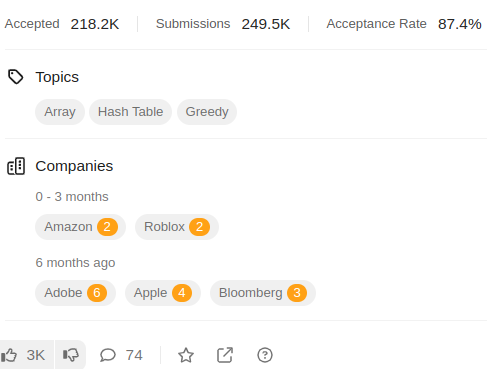 Accepted 218.2K Submissions 249.5K Acceptance Rate 87.4%
Topics
Array Hash Table Greedy
Companies
0 - 3 months
Amazon 2 Roblox 2
6 months ago
Adobe 6 Apple 4 Bloomberg 3
3K 74